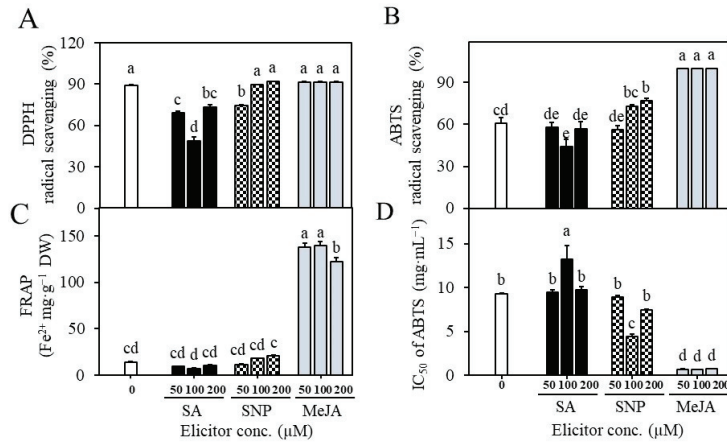 A
DPPH
radical scavenging (%)
120
90
60
30
0
a
c
d
bc
b
a
a
a a a
B
ABTS
radical scavenging (%)
90
60
30
0
cd
de
e
de
de
bc
b
a a a
C
FRAP
(Fe²⁺ mg·g⁻¹ DW)
150
100
50
0
cd
cd
d
cd
cd
cd
c
a
a
b
0 50 100 200 50 100 200 50 100 200
SA SNP MeJA
Elicitor conc. (μM)
D
IC₅₀ of ABTS (mg·mL⁻¹)
15
10
5
0
b
b
a
b
b
c
b
d d d
0 50 100 200 50 100 200 50 100 200
SA SNP MeJA
Elicitor conc. (μM)